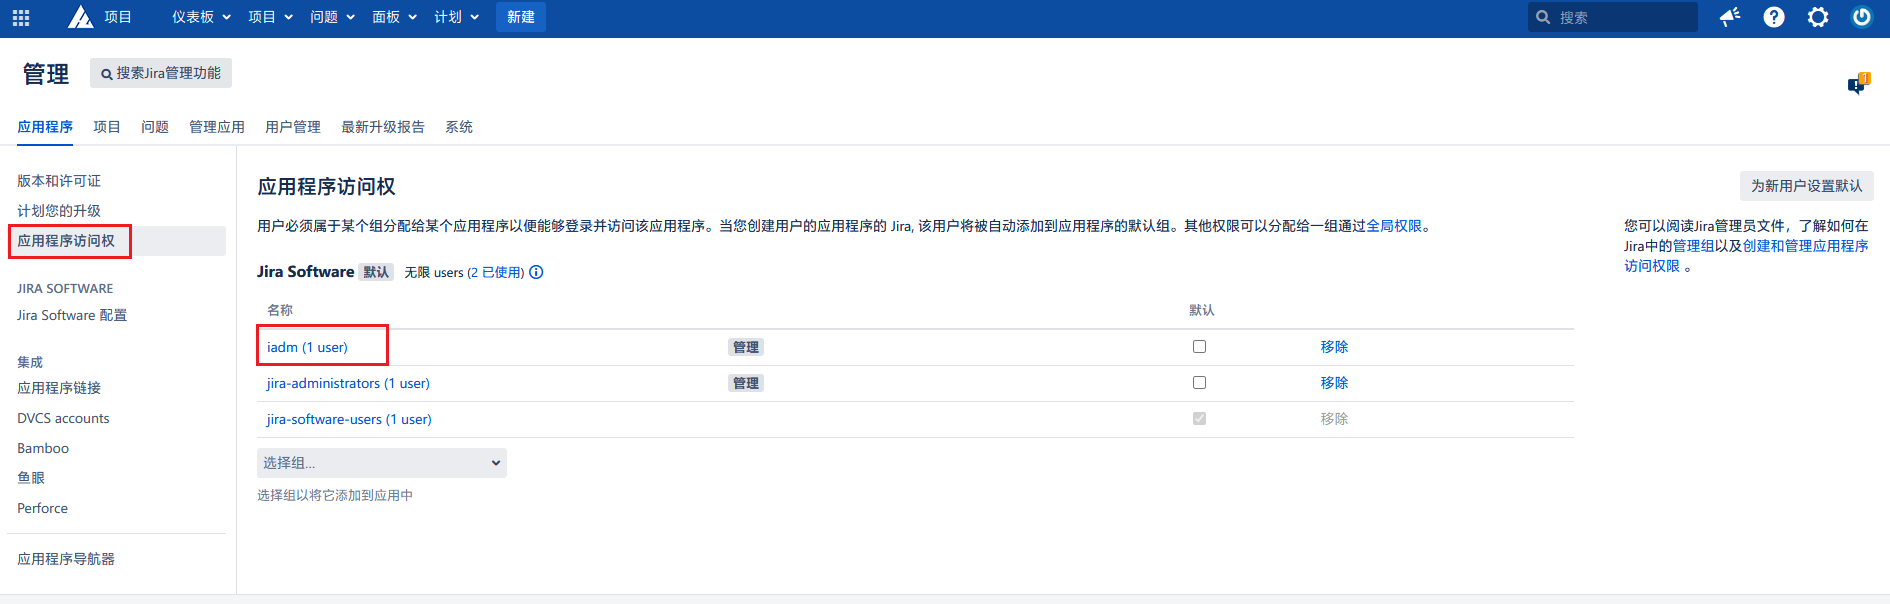 项目 仪表板 项目 问题 面板 计划 新建 搜索
管理 搜索Jira管理功能
1
应用程序 项目 问题 管理应用 用户管理 最新升级报告 系统
版本和许可证
计划您的升级
应用程序访问权
JIRA SOFTWARE
Jira Software 配置
集成
应用程序链接
DVCS accounts
Bamboo
鱼眼
Perforce
应用程序导航器
应用程序访问权
为新用户设置默认
用户必须属于某个组分配给某个应用程序以便能够登录并访问该应用程序。当您创建用户的应用程序的 Jira, 该用户将被自动添加到应用程序的默认组。其他权限可以分配给一组通过全局权限。
Jira Software 默认 无限 users (2 已使用)
名称 默认
iadm (1 user) 管理 移除
jira-administrators (1 user) 管理 移除
jira-software-users (1 user) 移除
选择组...
选择组以将它添加到应用中
您可以阅读Jira管理员文件，了解如何在
Jira中的管理组以及创建和管理应用程序
访问权限 。